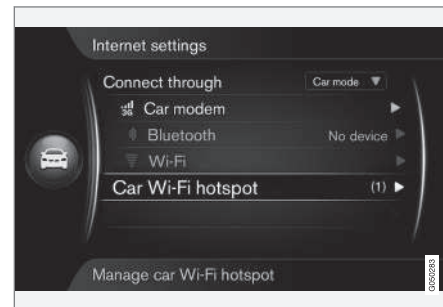 Internet settings
Connect through Car mode
3G Car modem
Bluetooth No device
Wi-Fi
Car Wi-Fi hotspot (1)
Manage car Wi-Fi hotspot
G050283